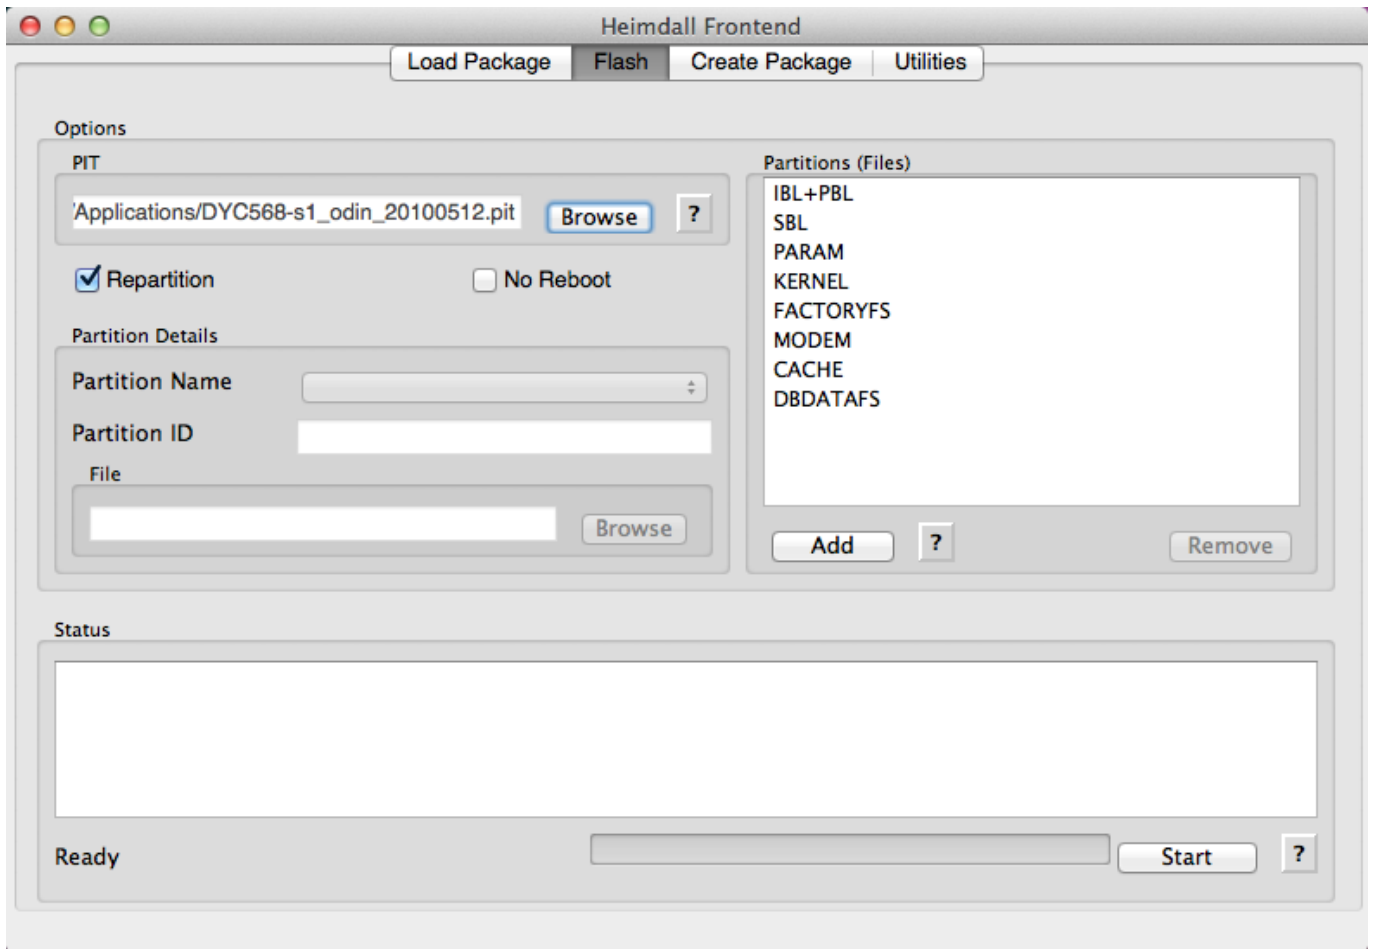 Heimdall Frontend
Load Package Flash Create Package Utilities
Options
PIT
/Applications/DYC568-s1_odin_20100512.pit Browse ?
Repartition No Reboot
Partition Details
Partition Name
Partition ID
File
Browse
Partitions (Files)
IBL+PBL
SBL
PARAM
KERNEL
FACTORYFS
MODEM
CACHE
DBDATAFS
Add ? Remove
Status
Ready Start ?